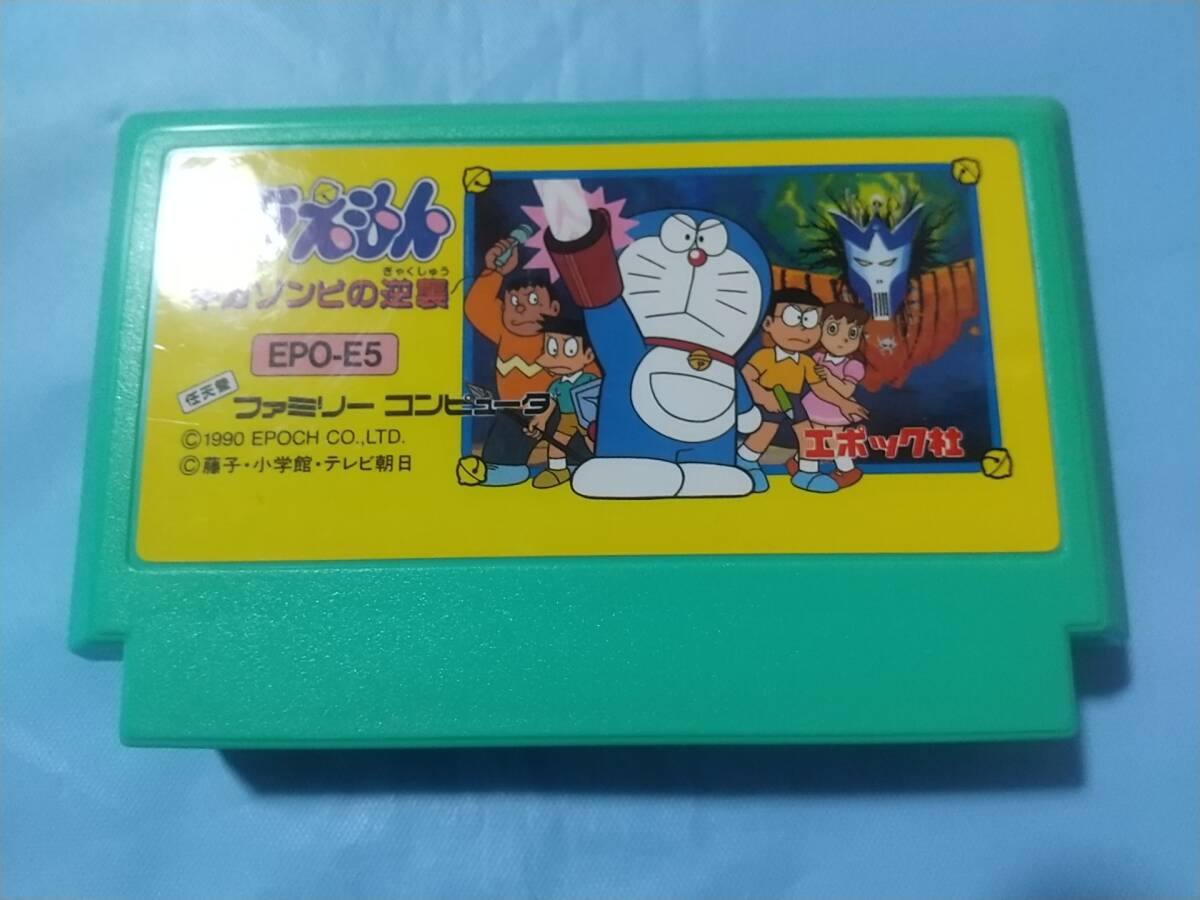 らえもん
ぎゃくしゅう
ギガゾンビの逆襲
EPO-E5
任天堂
ファミリー コンピュータ
©1990 EPOCH CO.,LTD.
©藤子・小学館・テレビ朝日
エポック社